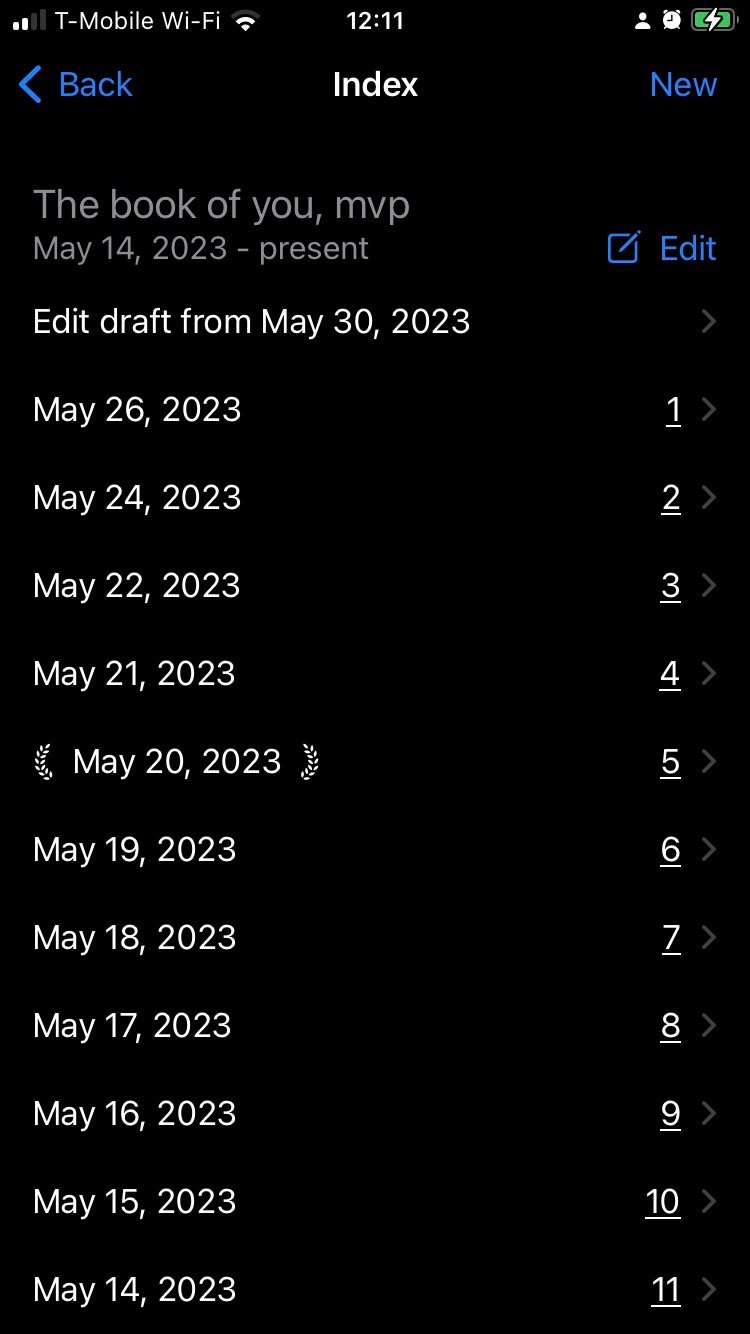 T-Mobile Wi-Fi 12:11
Back Index New
The book of you, mvp
May 14, 2023 - present Edit
Edit draft from May 30, 2023
May 26, 2023 1
May 24, 2023 2
May 22, 2023 3
May 21, 2023 4
May 20, 2023 5
May 19, 2023 6
May 18, 2023 7
May 17, 2023 8
May 16, 2023 9
May 15, 2023 10
May 14, 2023 11